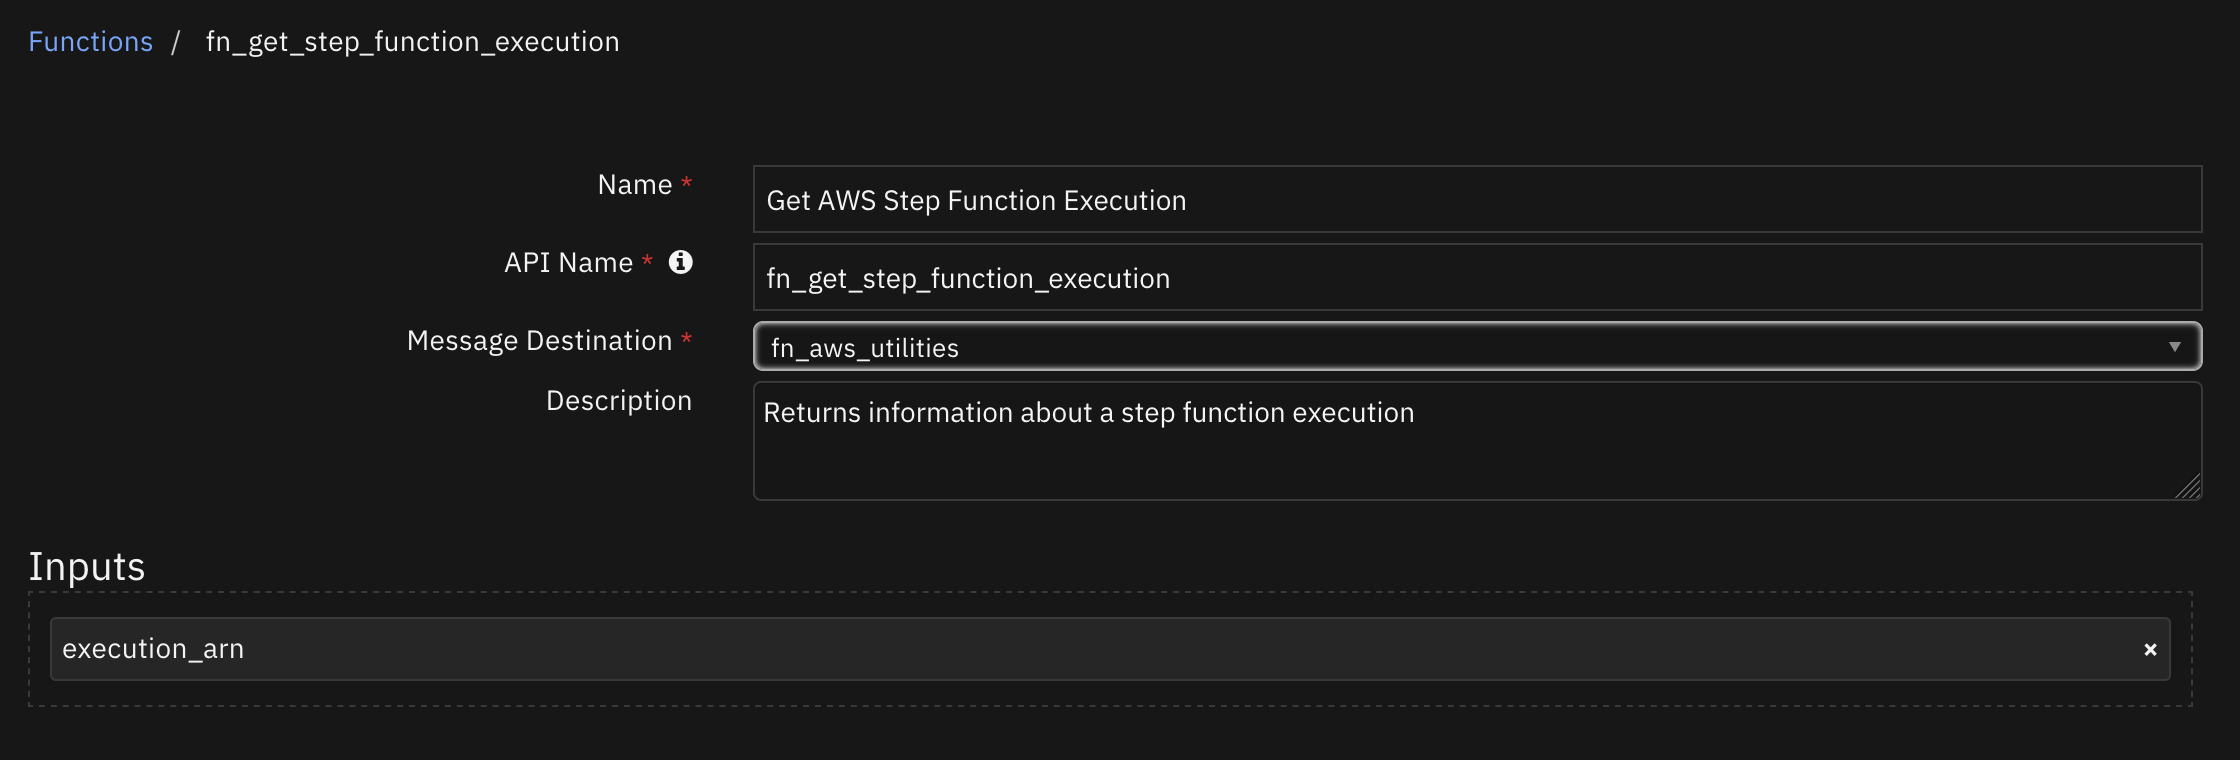 Functions / fn_get_step_function_execution
Name *
Get AWS Step Function Execution
API Name *
fn_get_step_function_execution
Message Destination *
fn_aws_utilities
Description
Returns information about a step function execution
Inputs
execution_arn